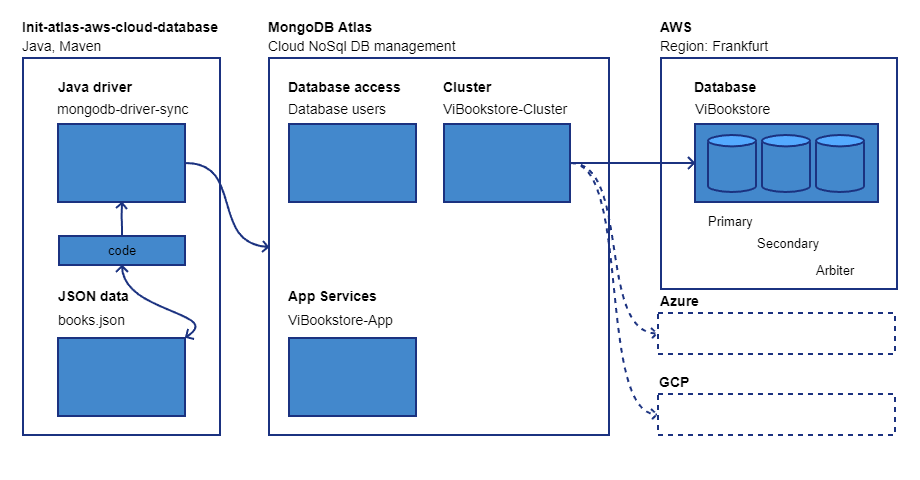 Init-atlas-aws-cloud-database
Java, Maven
Java driver
mongodb-driver-sync
code
JSON data
books.json
MongoDB Atlas
Cloud NoSql DB management
Database access
Database users
Cluster
ViBookstore-Cluster
App Services
ViBookstore-App
AWS
Region: Frankfurt
Database
ViBookstore
Primary
Secondary
Arbiter
Azure
GCP